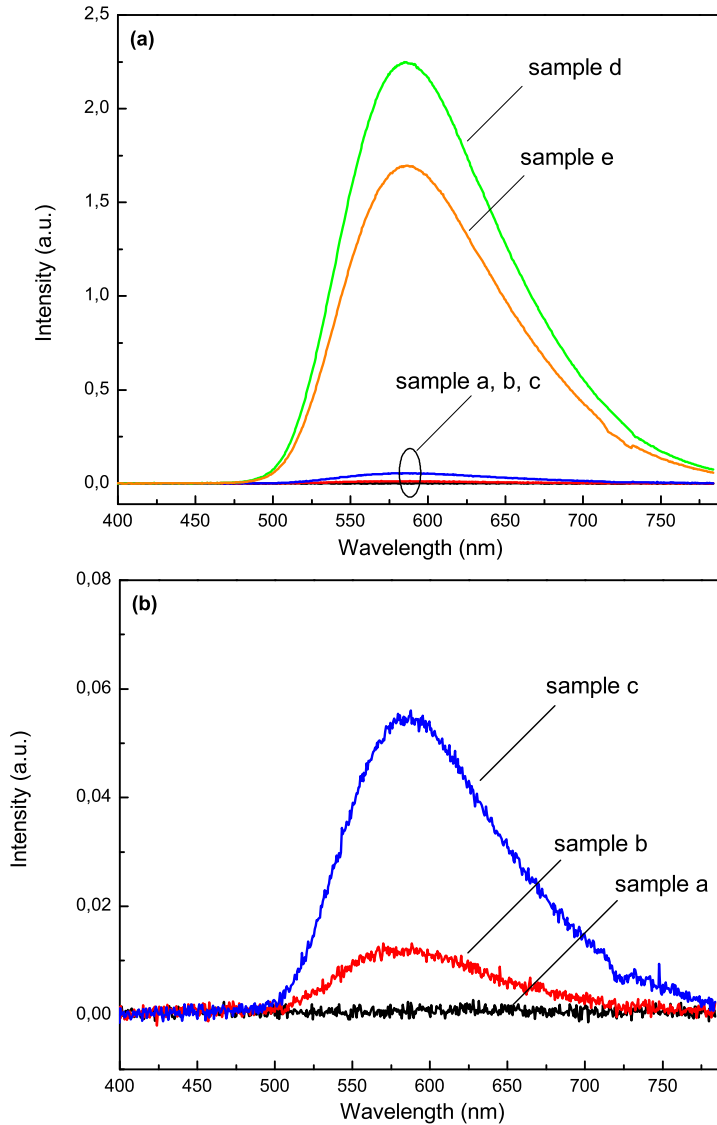 (a)
2,5
2,0
1,5
1,0
0,5
0,0
Intensity (a.u.)
sample d
sample e
sample a, b, c
400 450 500 550 600 650 700 750
Wavelength (nm)
(b)
0,08
0,06
0,04
0,02
0,00
Intensity (a.u.)
sample c
sample b
sample a
400 450 500 550 600 650 700 750
Wavelength (nm)